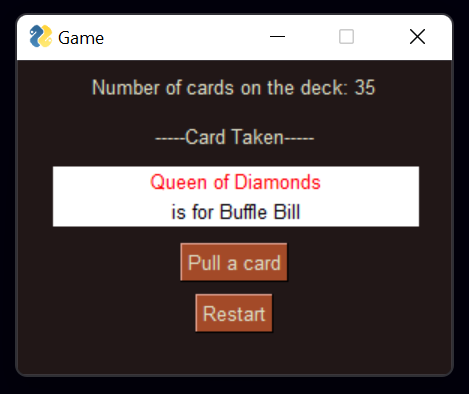 Game
Number of cards on the deck: 35
-----Card Taken-----
Queen of Diamonds
is for Buffle Bill
Pull a card
Restart